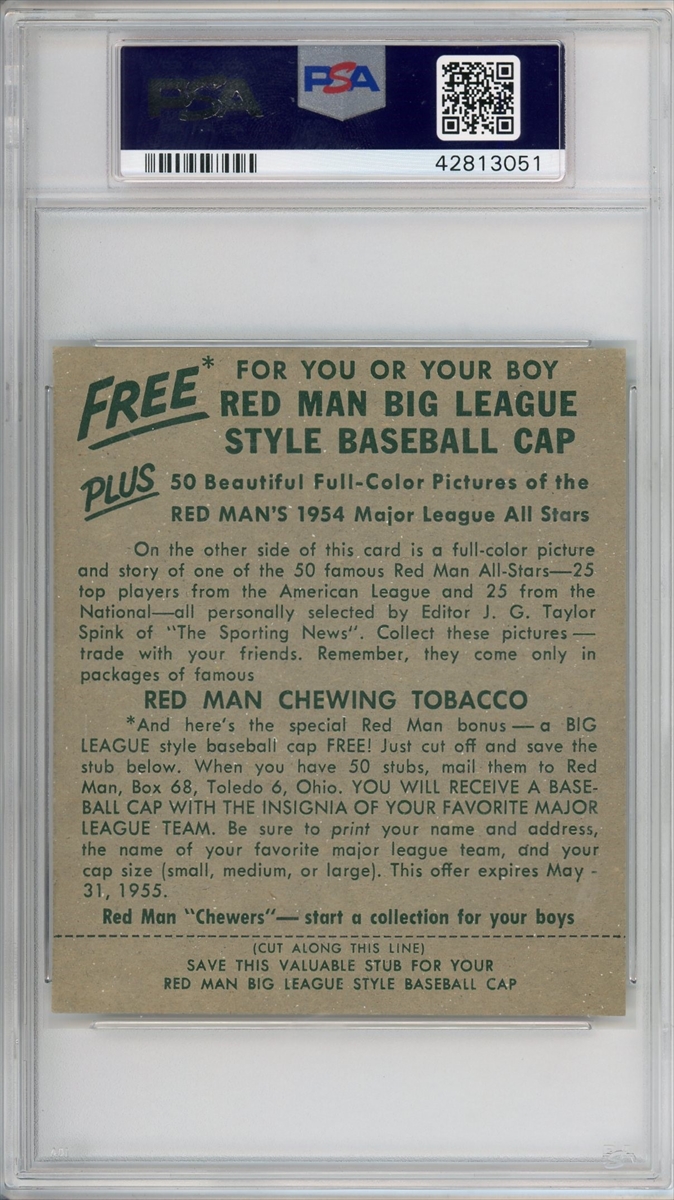 PSA
PSA
42813051
FREE* FOR YOU OR YOUR BOY
RED MAN BIG LEAGUE
STYLE BASEBALL CAP
PLUS 50 Beautiful Full-Color Pictures of the
RED MAN'S 1954 Major League All Stars
On the other side of this card is a full-color picture
and story of one of the 50 famous Red Man All-Stars—25
top players from the American League and 25 from the
National—all personally selected by Editor J. G. Taylor
Spink of "The Sporting News". Collect these pictures —
trade with your friends. Remember, they come only in
packages of famous
RED MAN CHEWING TOBACCO
*And here's the special Red Man bonus — a BIG
LEAGUE style baseball cap FREE! Just cut off and save the
stub below. When you have 50 stubs, mail them to Red
Man, Box 68, Toledo 6, Ohio. YOU WILL RECEIVE A BASE-
BALL CAP WITH THE INSIGNIA OF YOUR FAVORITE MAJOR
LEAGUE TEAM. Be sure to print your name and address,
the name of your favorite major league team, and your
cap size (small, medium, or large). This offer expires May -
31, 1955.
Red Man "Chewers"— start a collection for your boys
(CUT ALONG THIS LINE)
SAVE THIS VALUABLE STUB FOR YOUR
RED MAN BIG LEAGUE STYLE BASEBALL CAP
PSA